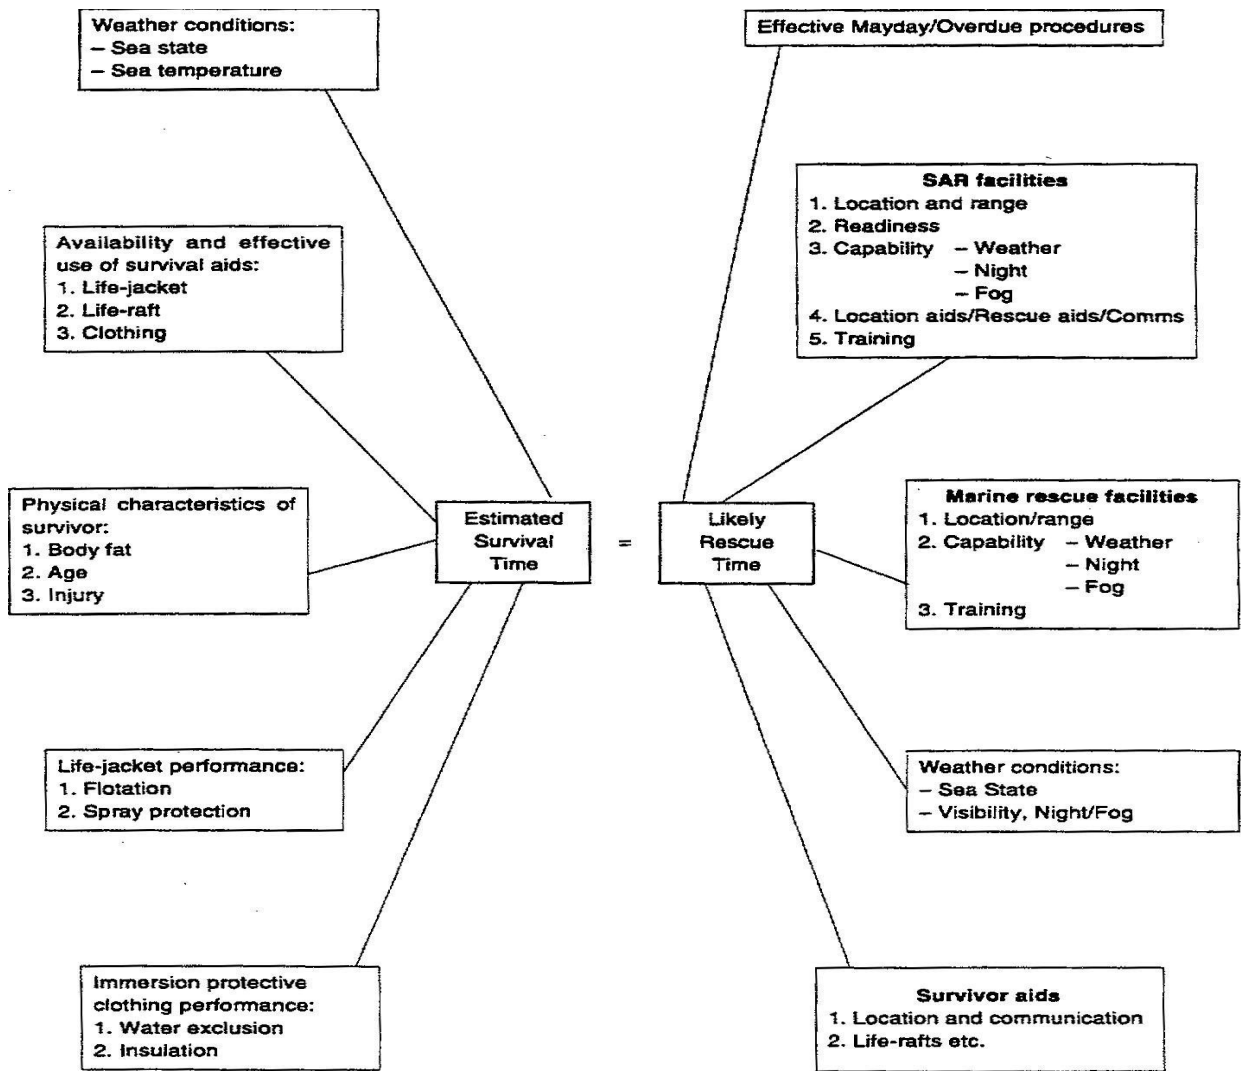 Weather conditions:
– Sea state
– Sea temperature
Effective Mayday/Overdue procedures
SAR facilities
1. Location and range
2. Readiness
3. Capability – Weather
– Night
– Fog
4. Location aids/Rescue aids/Comms
5. Training
Availability and effective
use of survival aids:
1. Life-jacket
2. Life-raft
3. Clothing
Physical characteristics of
survivor:
1. Body fat
2. Age
3. Injury
Estimated
Survival
Time
=
Likely
Rescue
Time
Marine rescue facilities
1. Location/range
2. Capability – Weather
– Night
– Fog
3. Training
Life-jacket performance:
1. Flotation
2. Spray protection
Weather conditions:
– Sea State
– Visibility, Night/Fog
Immersion protective
clothing performance:
1. Water exclusion
2. Insulation
Survivor aids
1. Location and communication
2. Life-rafts etc.